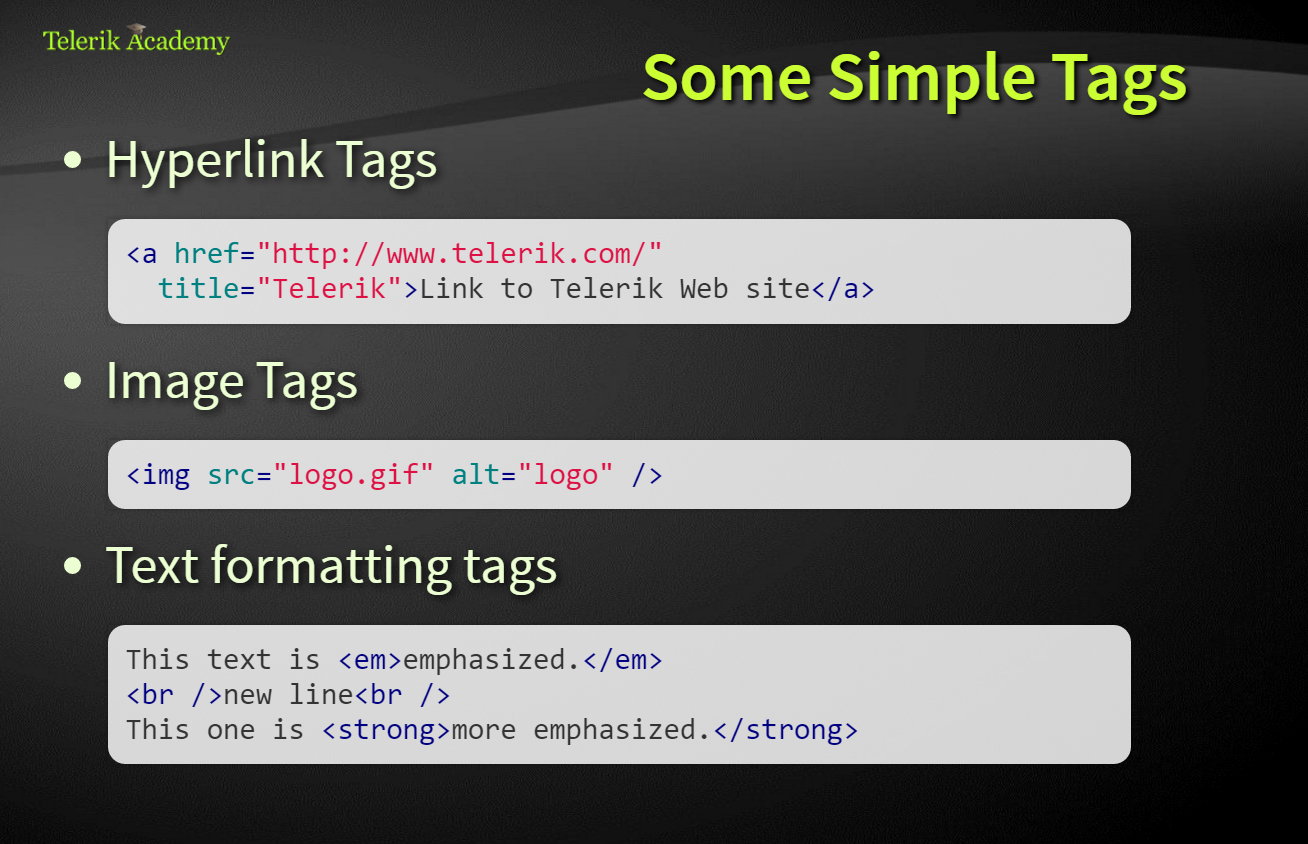 Telerik Academy
Some Simple Tags
• Hyperlink Tags
<a href="http://www.telerik.com/"
  title="Telerik">Link to Telerik Web site</a>
• Image Tags
<img src="logo.gif" alt="logo" />
• Text formatting tags
This text is <em>emphasized.</em>
<br />new line<br />
This one is <strong>more emphasized.</strong>